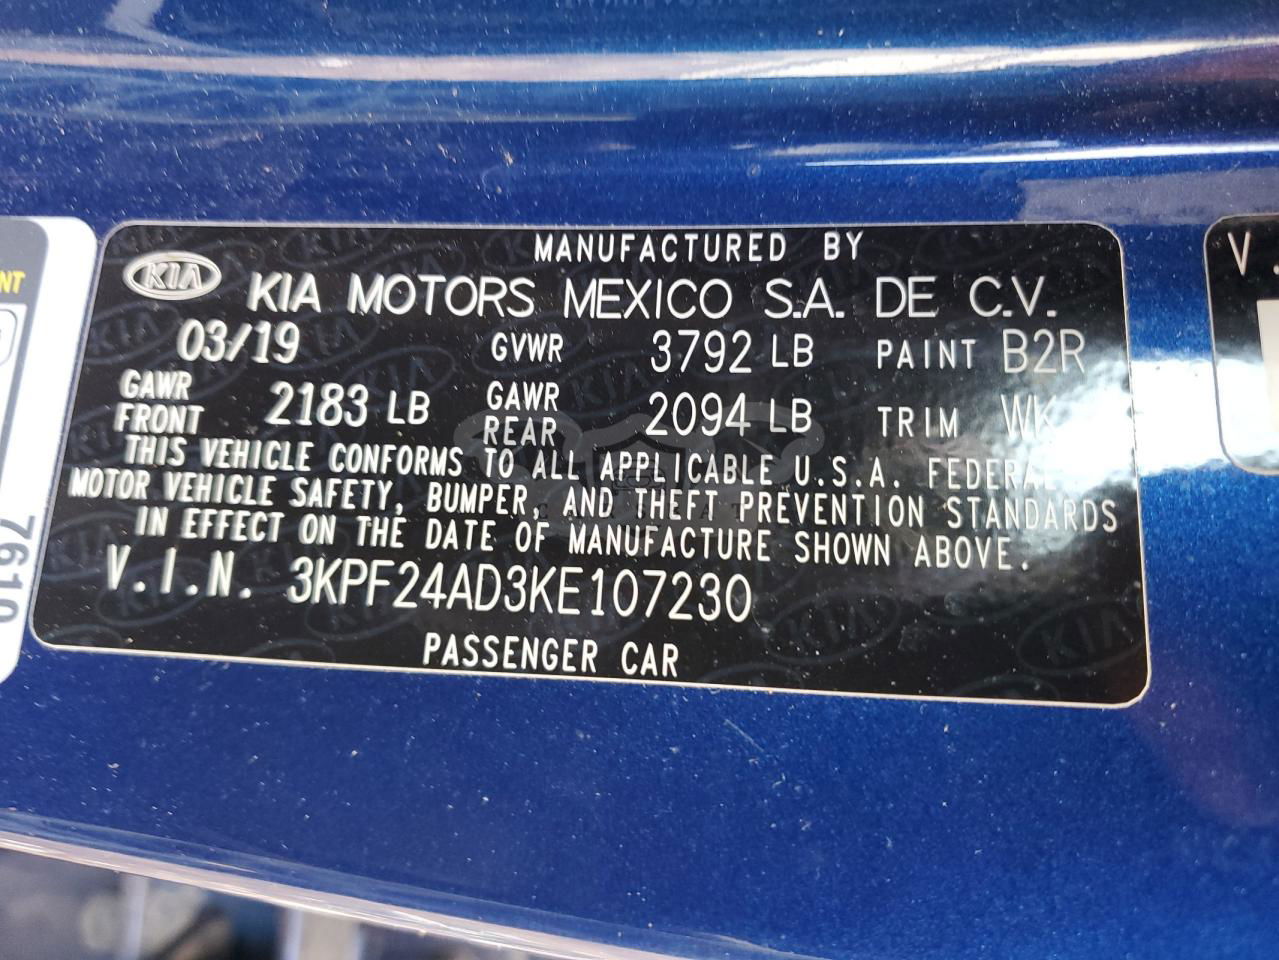 MANUFACTURED BY
KIA KIA MOTORS MEXICO S.A. DE C.V.
03/19 GVWR 3792 LB PAINT B2R
GAWR FRONT 2183 LB GAWR REAR 2094 LB TRIM WK
THIS VEHICLE CONFORMS TO ALL APPLICABLE U.S.A. FEDERAL
MOTOR VEHICLE SAFETY, BUMPER, AND THEFT PREVENTION STANDARDS
IN EFFECT ON THE DATE OF MANUFACTURE SHOWN ABOVE.
V.I.N. 3KPF24AD3KE107230
PASSENGER CAR
7610
V.